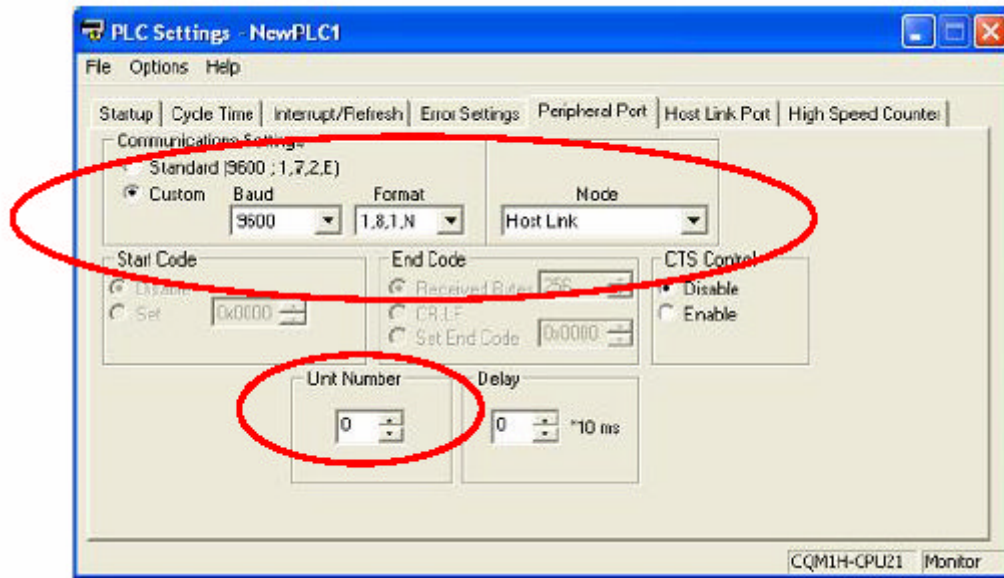 PLC Settings - NewPLC1
File Options Help
Startup Cycle Time Interrupt/Refresh Error Settings Peripheral Port Host Link Port High Speed Counter
Communications Settings
Standard (9600 ; 1,7,2,E)
Custom Baud Format Mode
9600 1,8,1,N Host Link
Start Code End Code CTS Control
Disable Received Bytes 256 Disable
Set 0x0000 CR,LF Enable
Set End Code 0x0000
Unit Number Delay
0 0 *10 ms
CQM1H-CPU21 Monitor